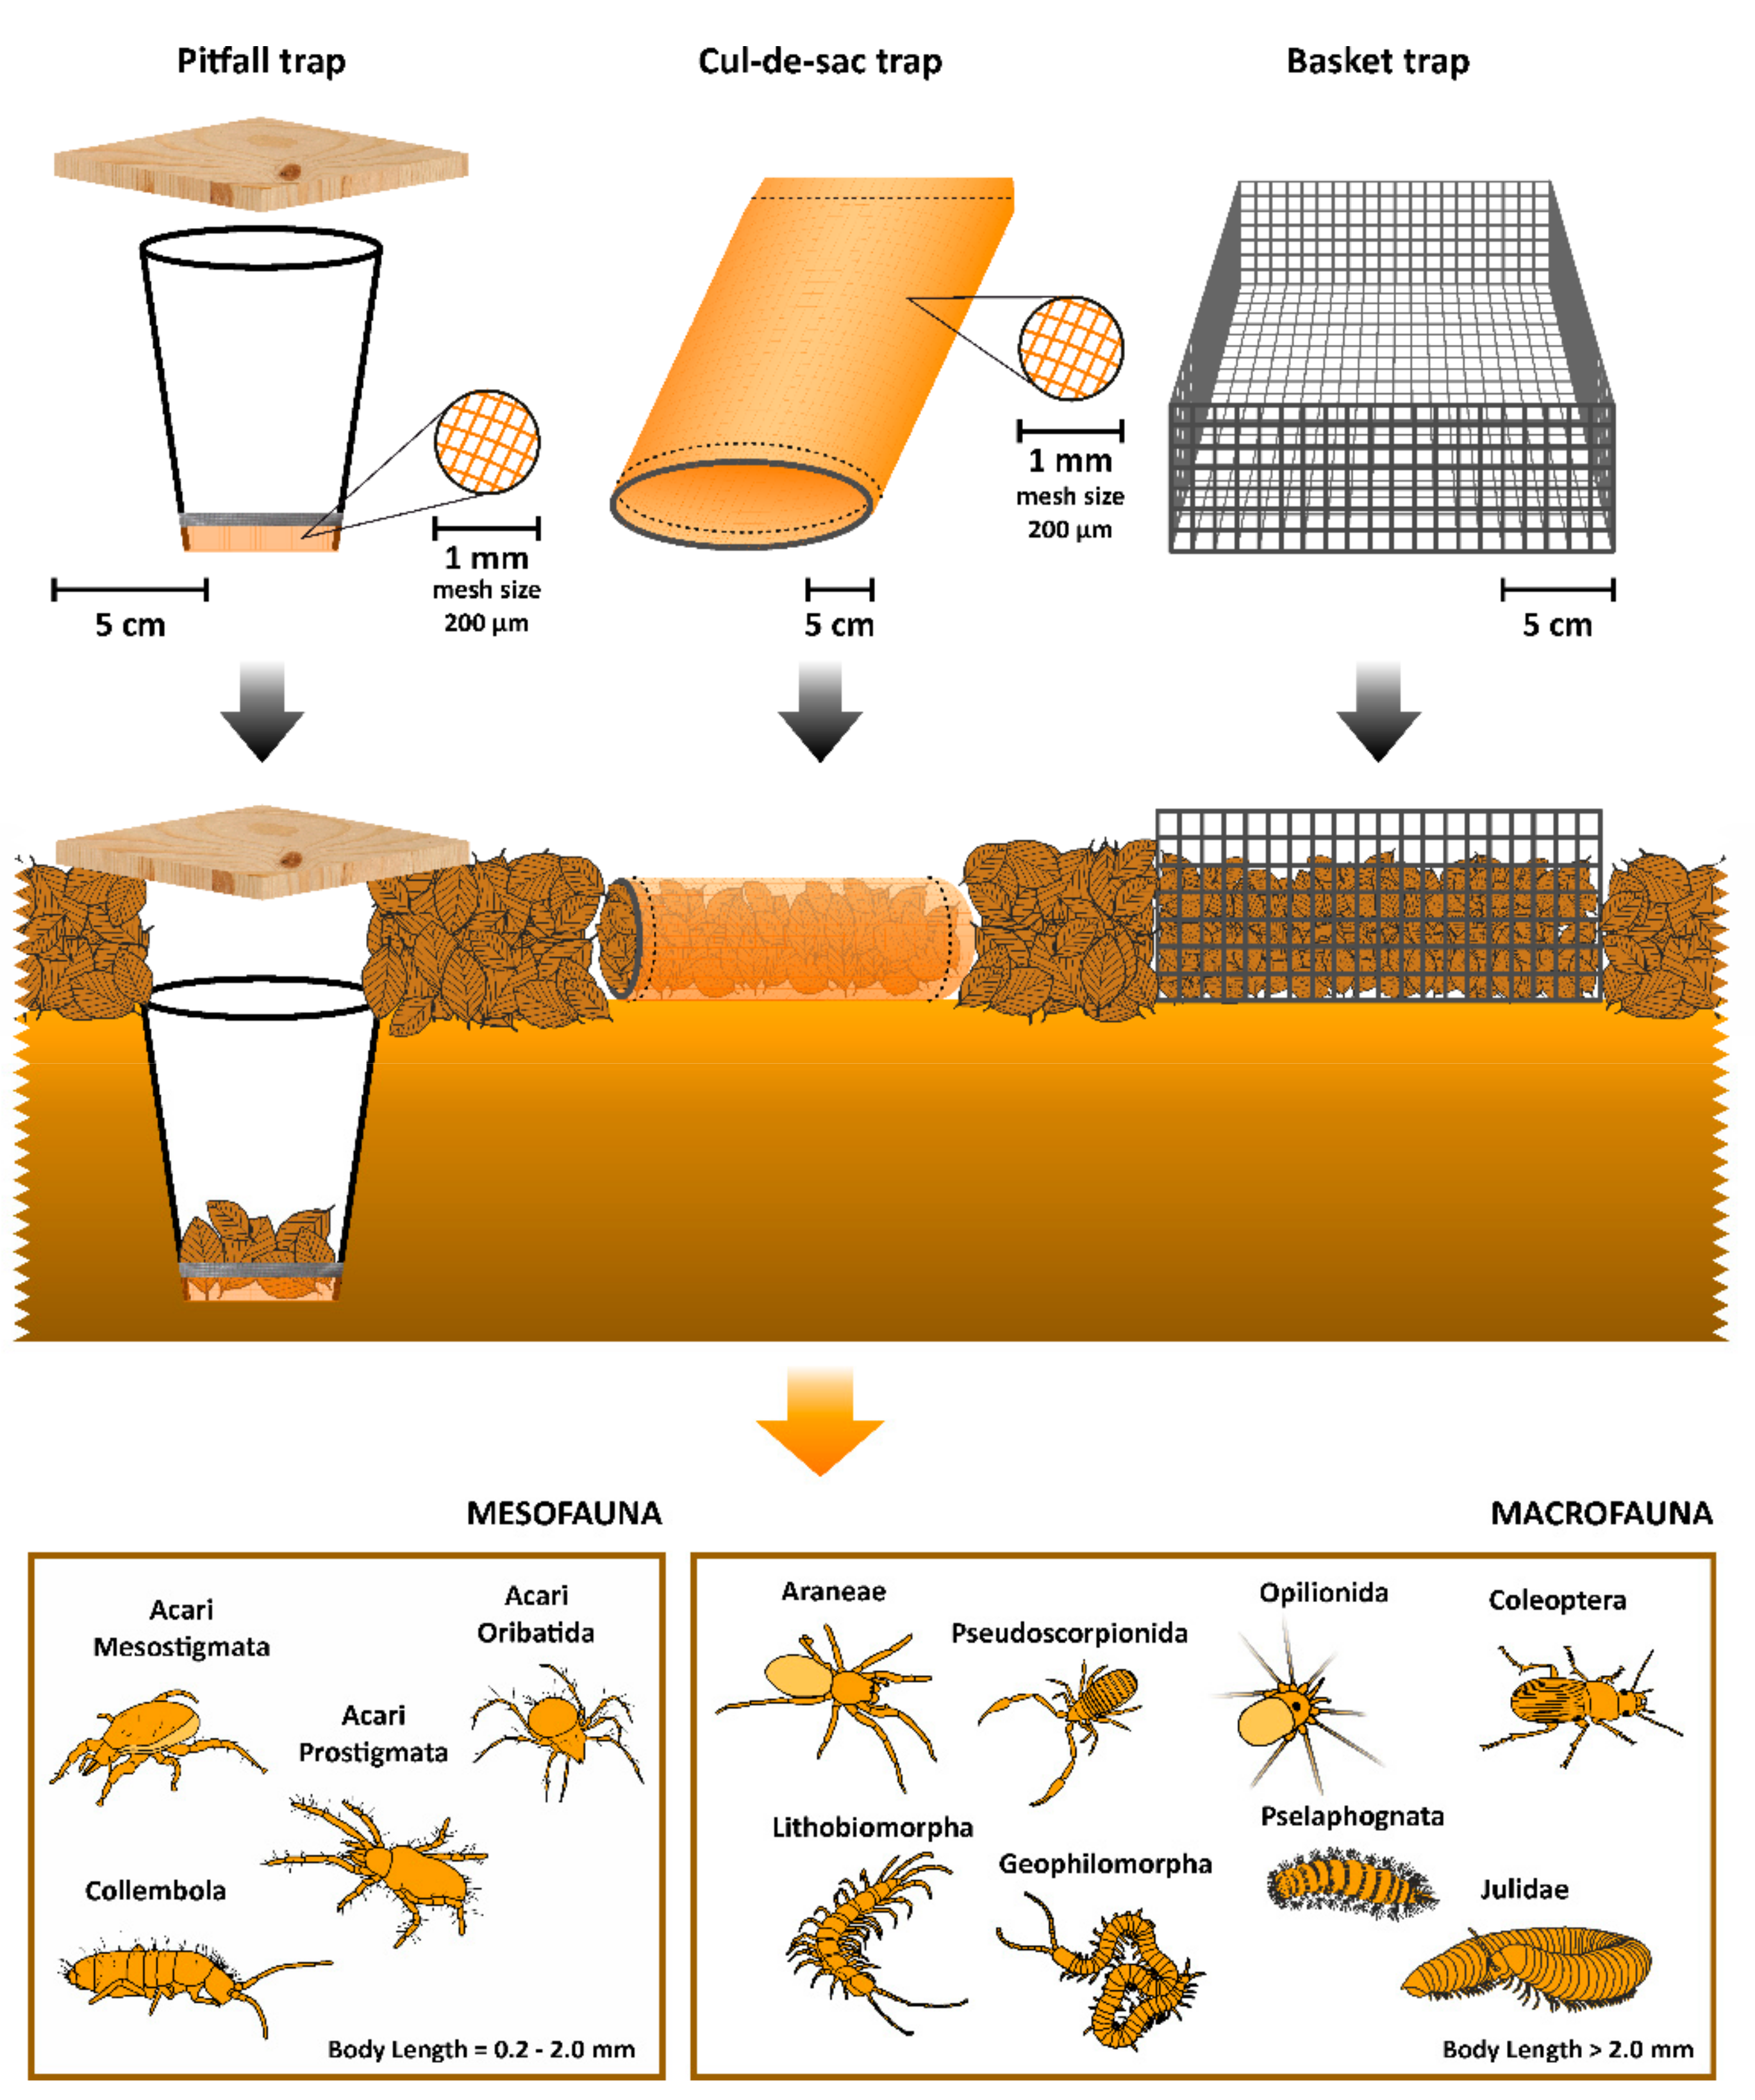 Pitfall trap
Cul-de-sac trap
Basket trap
1 mm
mesh size
200 µm
5 cm
1 mm
mesh size
200 µm
5 cm
5 cm
MESOFAUNA
Acari
Mesostigmata
Acari
Oribatida
Acari
Prostigmata
Collembola
Body Length = 0.2 - 2.0 mm
MACROFAUNA
Araneae
Pseudoscorpionida
Opilionida
Coleoptera
Lithobiomorpha
Geophilomorpha
Pselaphognata
Julidae
Body Length > 2.0 mm